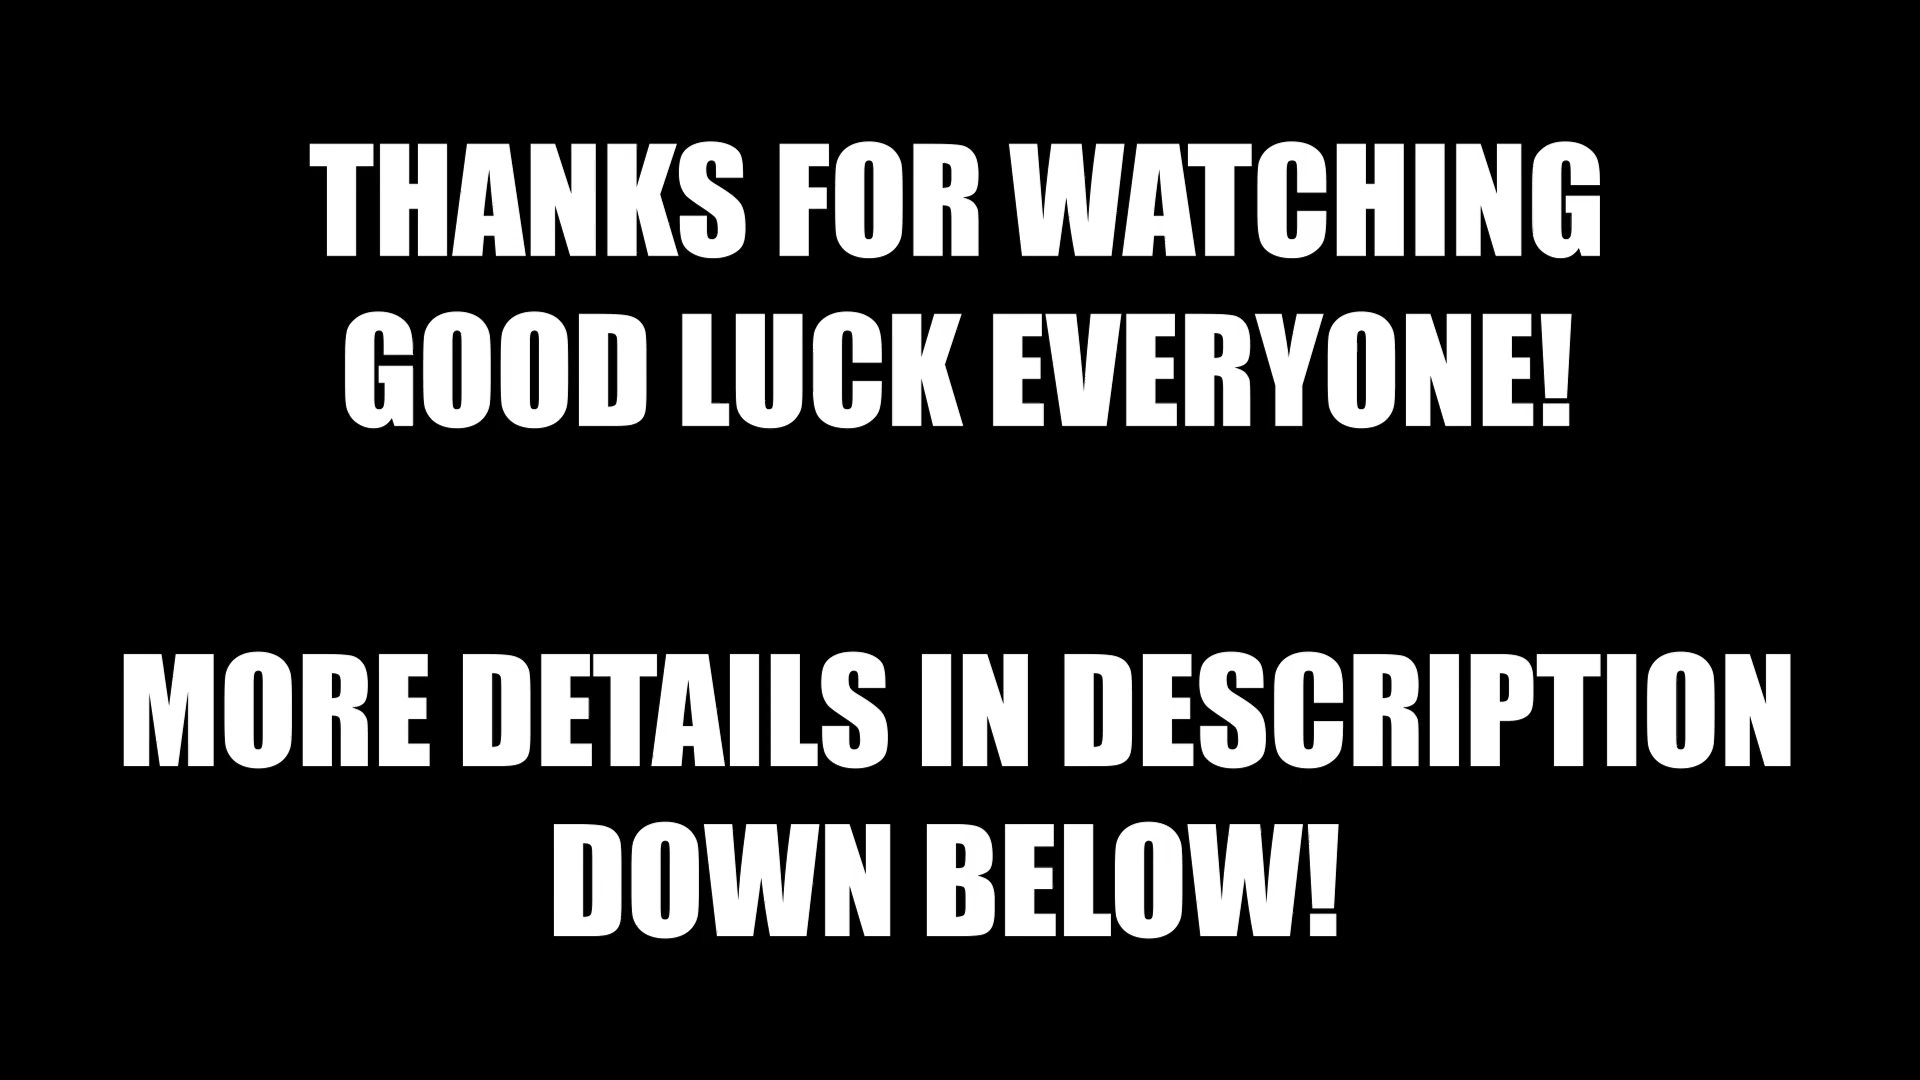 THANKS FOR WATCHING
GOOD LUCK EVERYONE!
MORE DETAILS IN DESCRIPTION
DOWN BELOW!